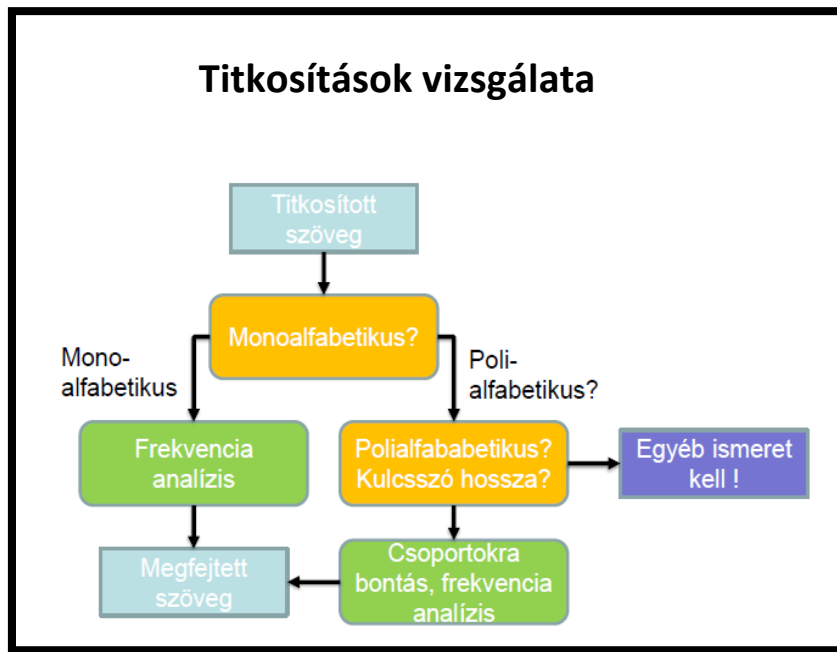 Titkosítások vizsgálata
Titkosított
szöveg
Monoalfabetikus?
Mono-
alfabetikus
Poli-
alfabetikus?
Frekvencia
analízis
Polialfababetikus?
Kulcsszó hossza?
Egyéb ismeret
kell !
Megfejtett
szöveg
Csoportokra
bontás, frekvencia
analízis